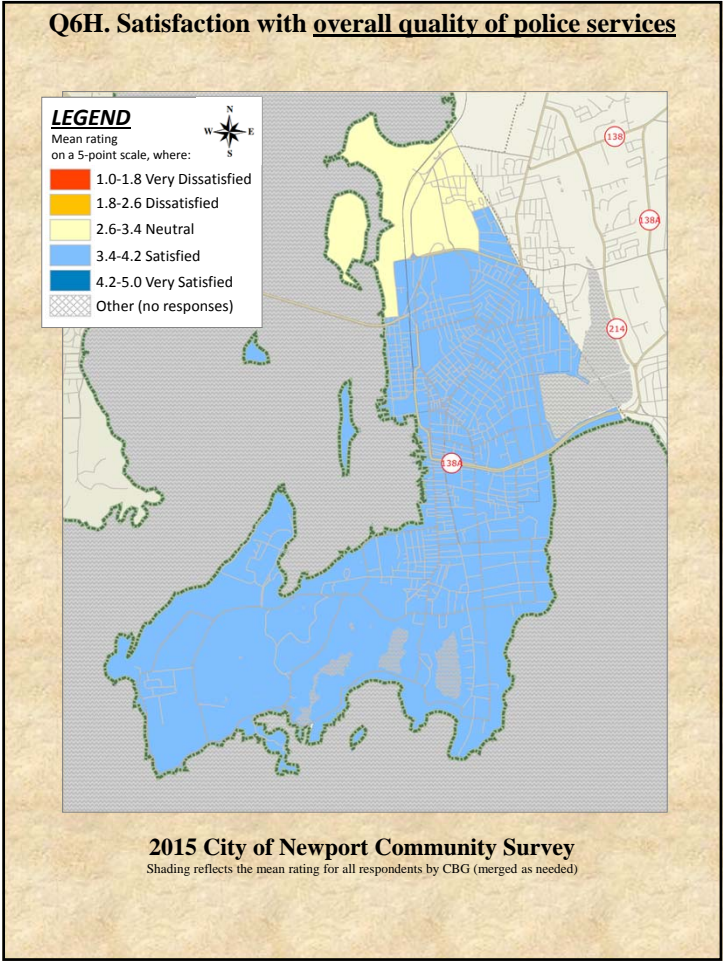 Q6H. Satisfaction with overall quality of police services
LEGEND
Mean rating
on a 5-point scale, where:
1.0-1.8 Very Dissatisfied
1.8-2.6 Dissatisfied
2.6-3.4 Neutral
3.4-4.2 Satisfied
4.2-5.0 Very Satisfied
Other (no responses)
N
W E
S
138
138A
214
138A
2015 City of Newport Community Survey
Shading reflects the mean rating for all respondents by CBG (merged as needed)